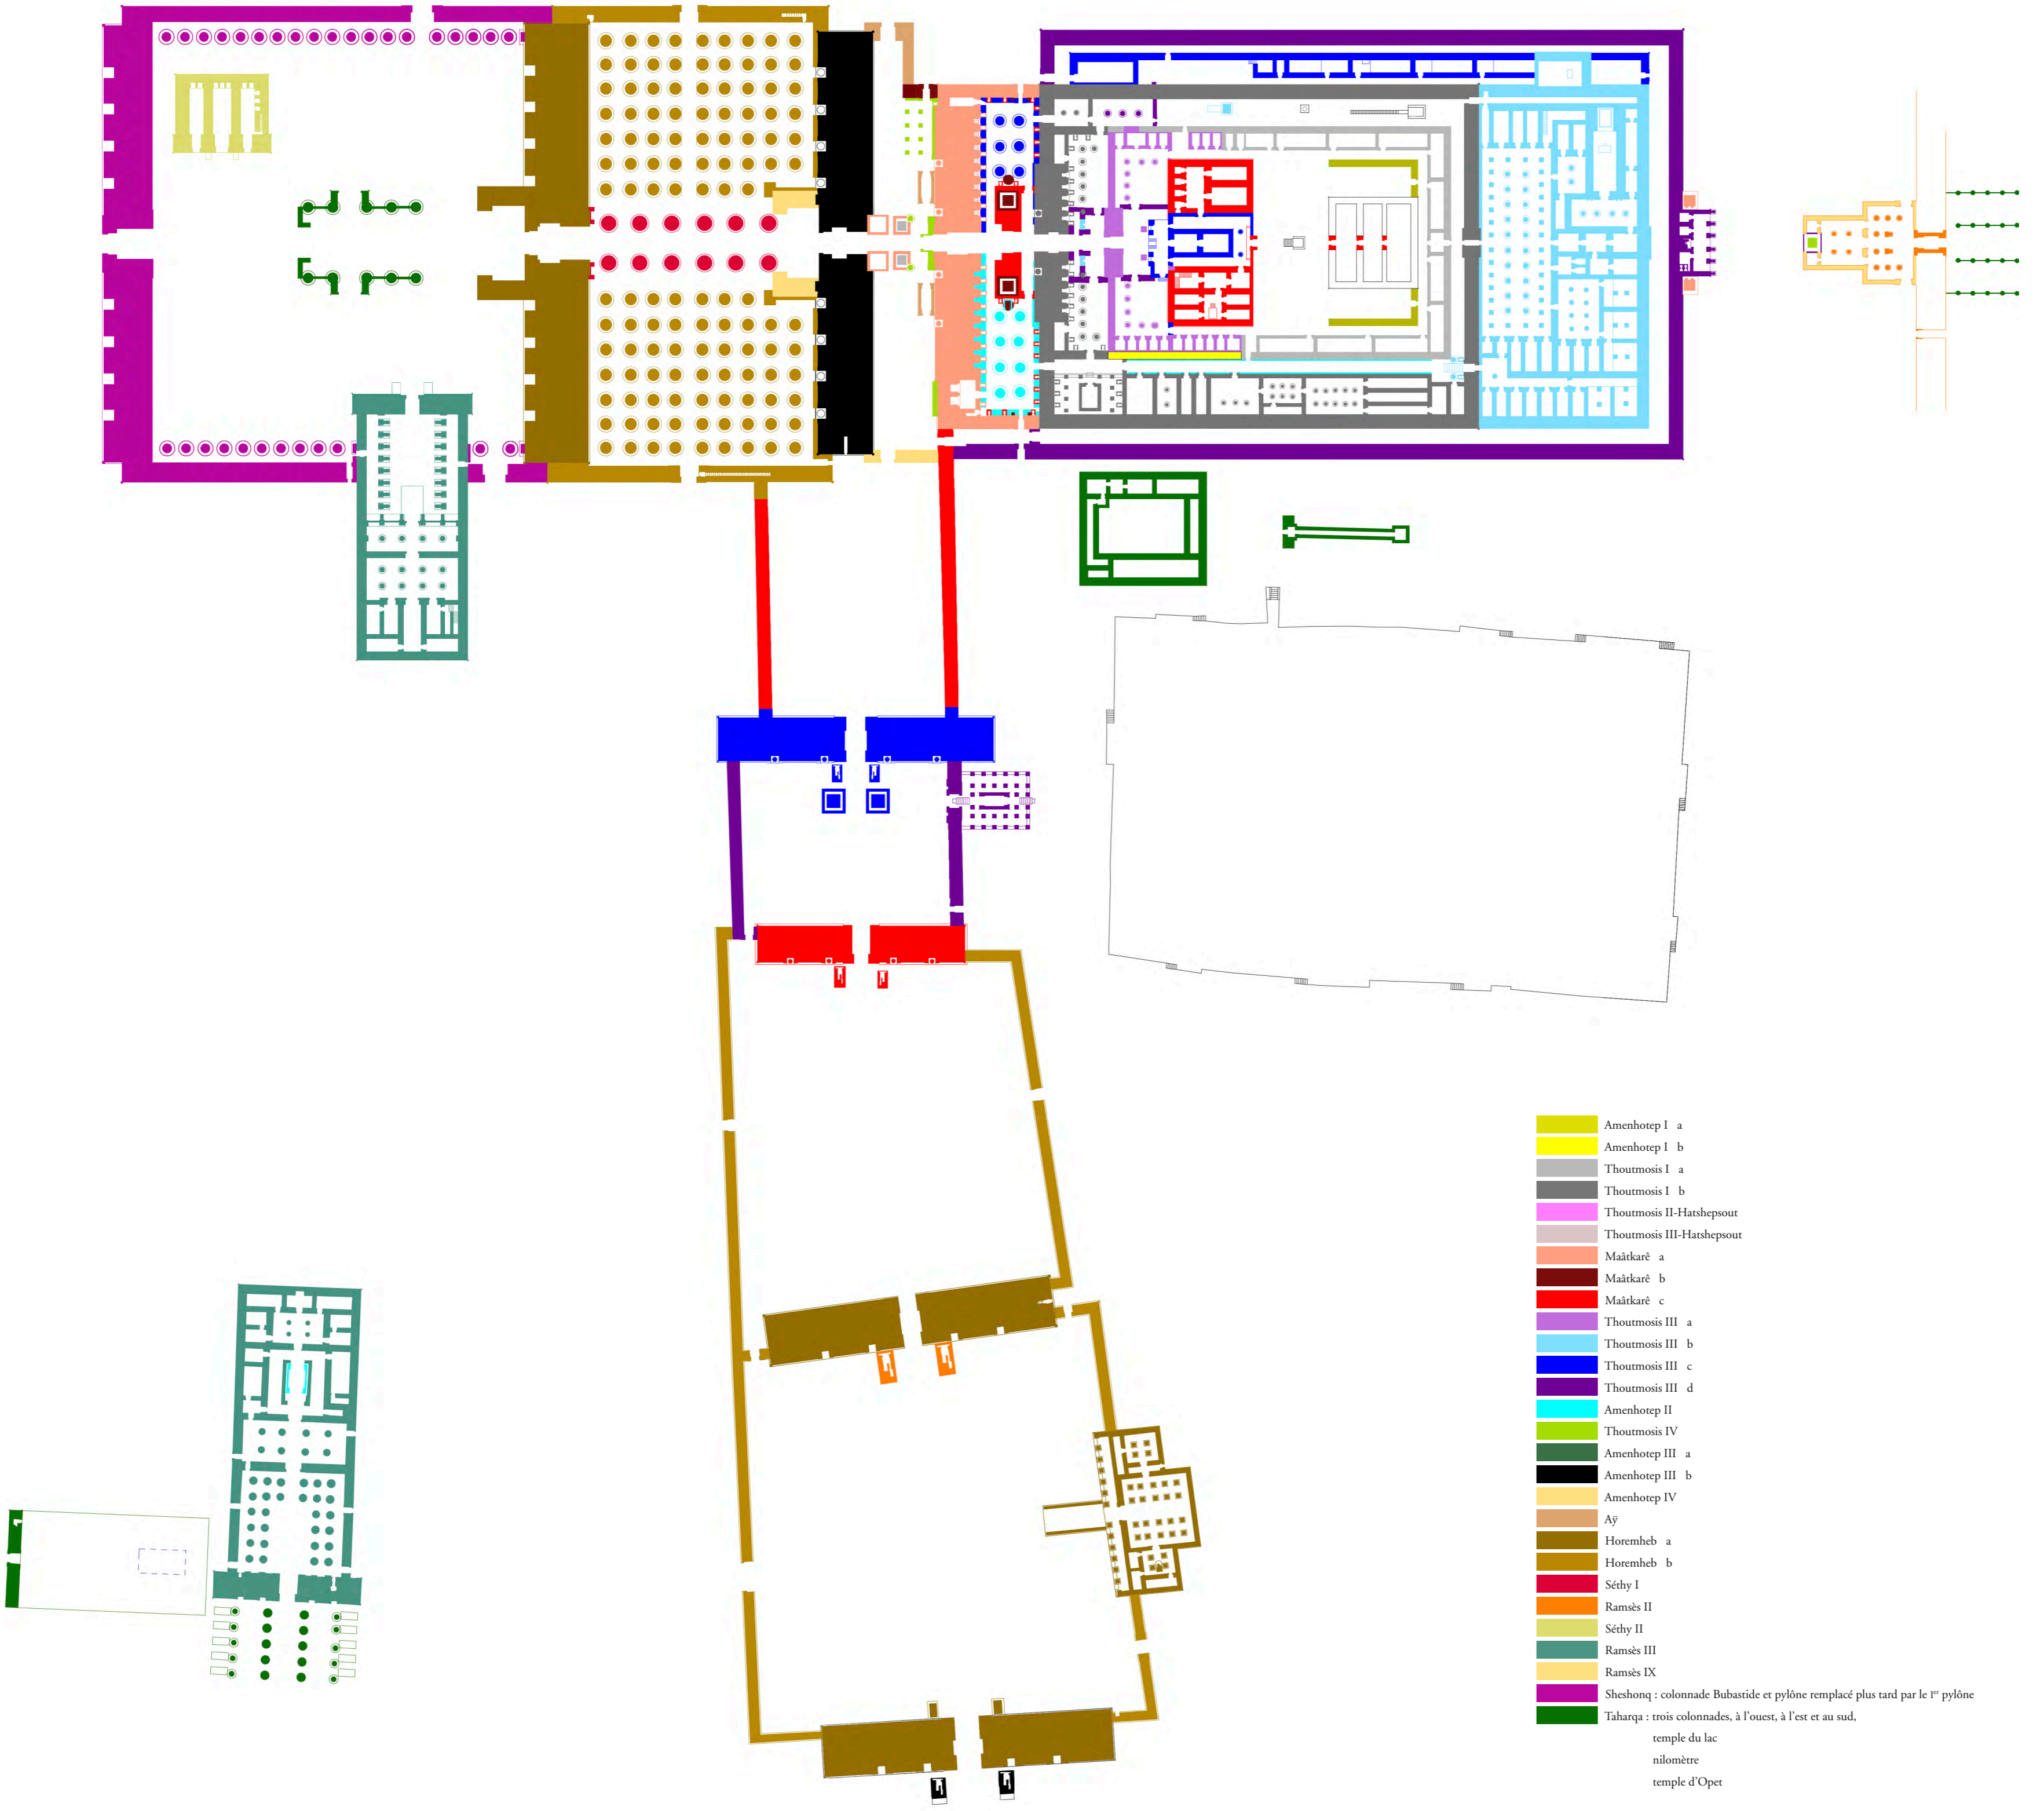 Amenhotep I a
Amenhotep I b
Thoutmosis I a
Thoutmosis I b
Thoutmosis II-Hatshepsout
Thoutmosis III-Hatshepsout
Maâtkarê a
Maâtkarê b
Maâtkarê c
Thoutmosis III a
Thoutmosis III b
Thoutmosis III c
Thoutmosis III d
Amenhotep II
Thoutmosis IV
Amenhotep III a
Amenhotep III b
Amenhotep IV
Aÿ
Horemheb a
Horemheb b
Séthy I
Ramsès II
Séthy II
Ramsès III
Ramsès IX
Sheshonq : colonnade Bubastide et pylône remplacé plus tard par le Iᵉʳ pylône
Taharqa : trois colonnades, à l'ouest, à l'est et au sud,
temple du lac
nilomètre
temple d'Opet